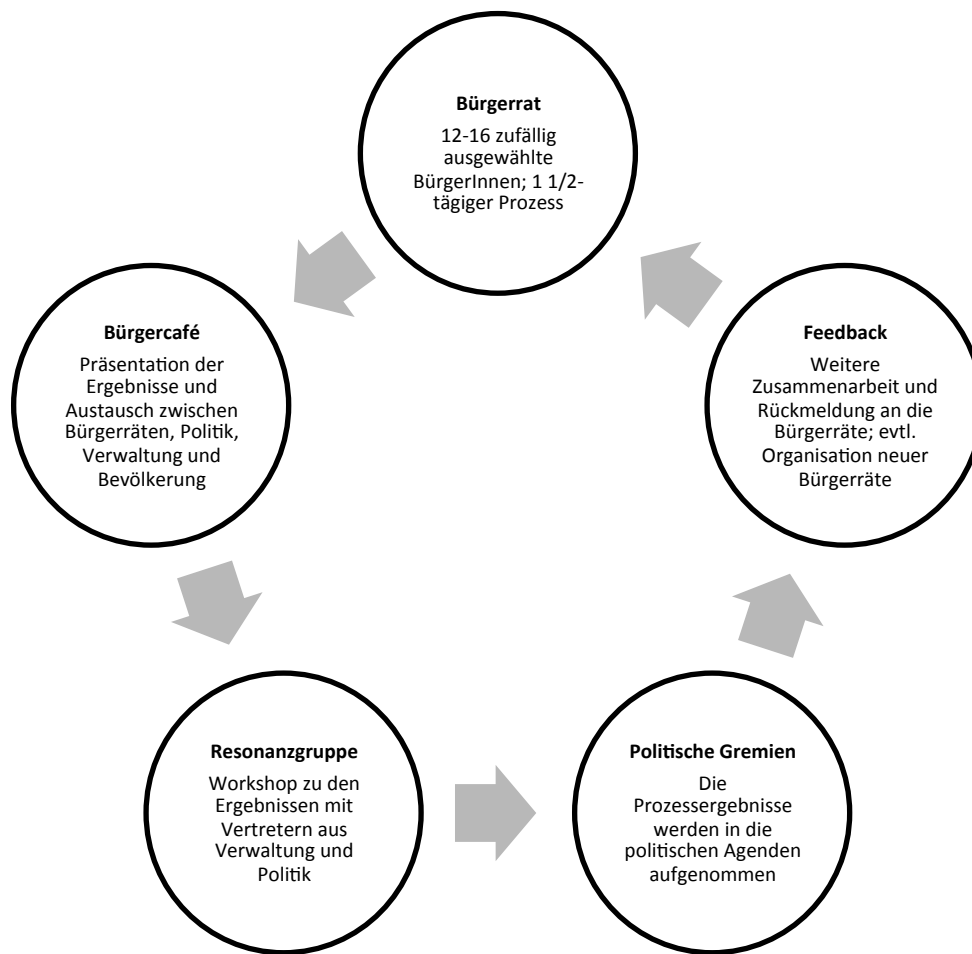 Bürgerrat
12-16 zufällig
ausgewählte
BürgerInnen; 1 1/2-
tägiger Prozess
Bürgercafé
Präsentation der
Ergebnisse und
Austausch zwischen
Bürgerräten, Politik,
Verwaltung und
Bevölkerung
Resonanzgruppe
Workshop zu den
Ergebnissen mit
Vertretern aus
Verwaltung und
Politik
Politische Gremien
Die
Prozessergebnisse
werden in die
politischen Agenden
aufgenommen
Feedback
Weitere
Zusammenarbeit und
Rückmeldung an die
Bürgerräte; evtl.
Organisation neuer
Bürgerräte